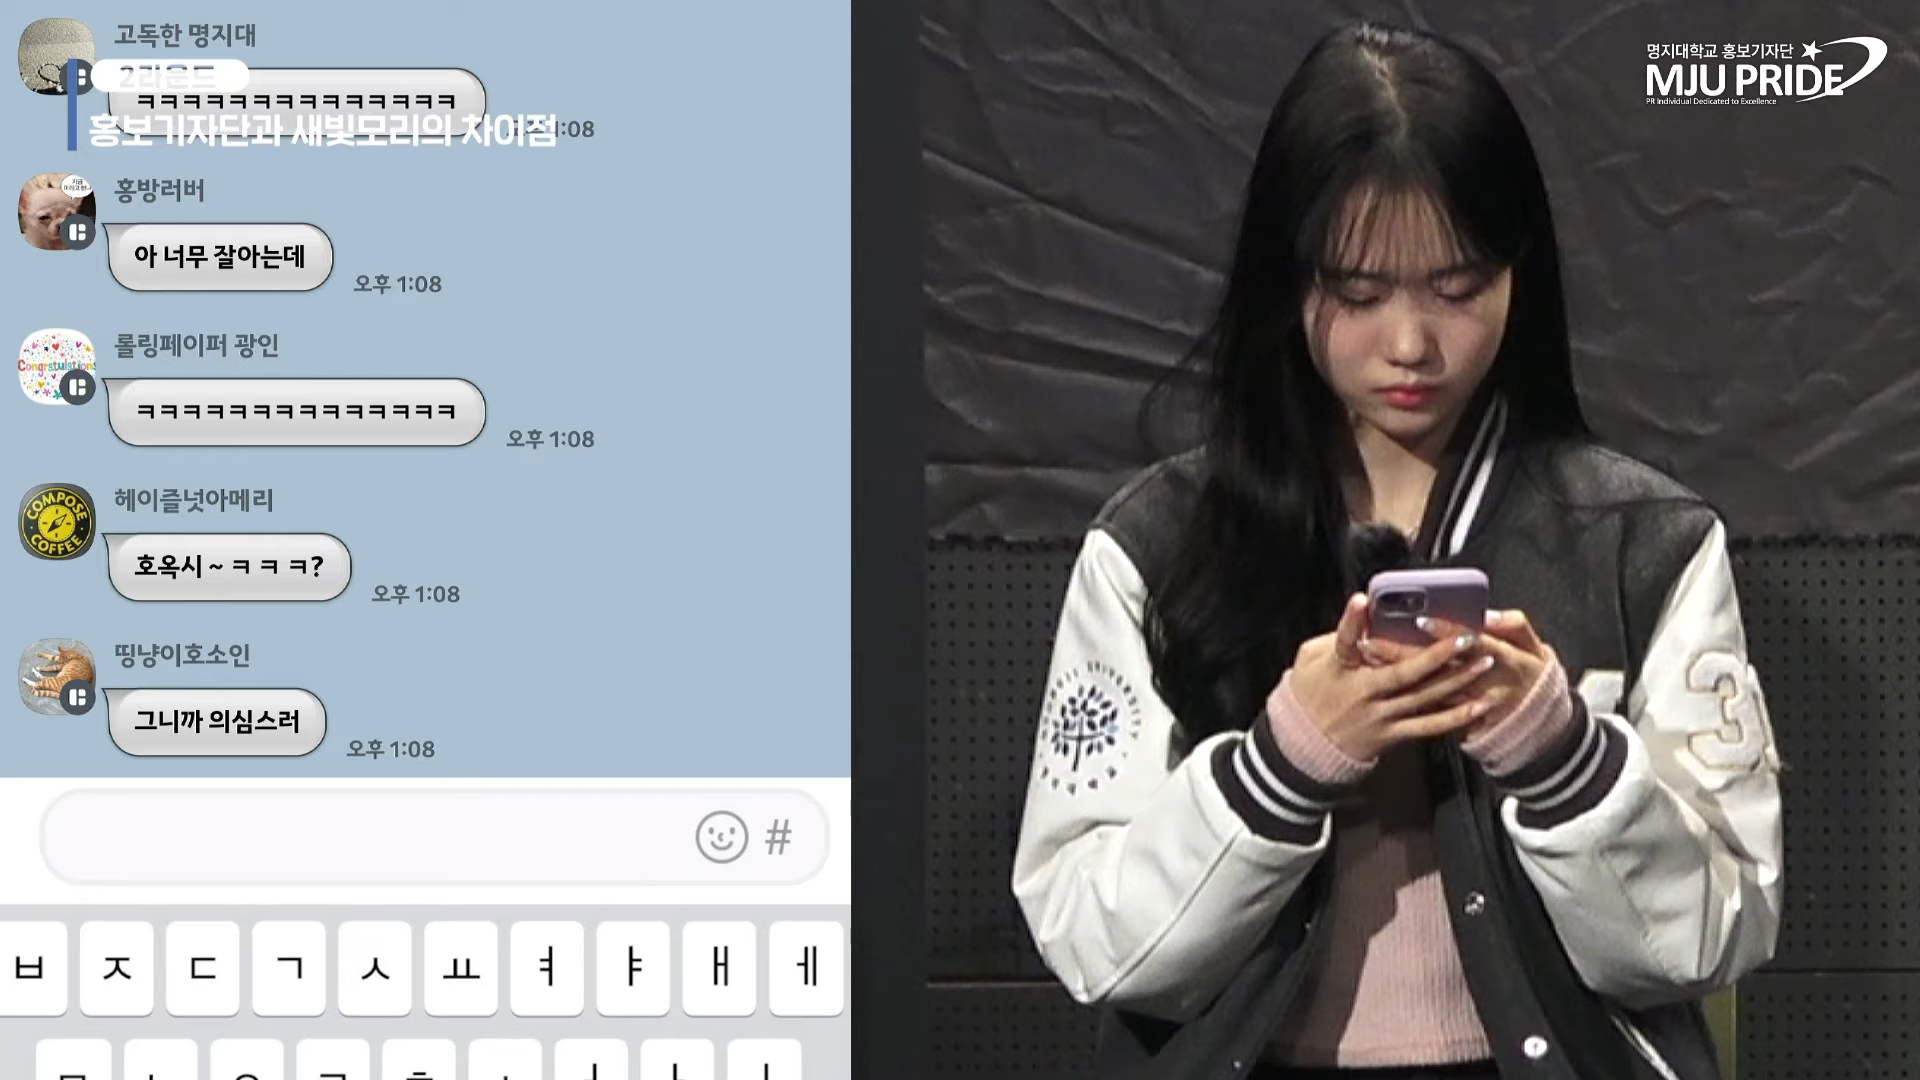 고독한 명지대
2라운드
ㅋㅋㅋㅋㅋㅋㅋㅋㅋㅋㅋㅋㅋㅋ
홍보기자단과 새빛모리의 차이점
1:08
홍방러버
아 너무 잘아는데
오후 1:08
롤링페이퍼 광인
Congratulations
ㅋㅋㅋㅋㅋㅋㅋㅋㅋㅋㅋㅋㅋㅋ
오후 1:08
헤이즐넛아메리
COMPOSE
COFFEE
호옥시 ~ ㅋ ㅋ ㅋ?
오후 1:08
띵냥이호소인
그니까 의심스러
오후 1:08
#
ㅂ ㅈ ㄷ ㄱ ㅅ ㅛ ㅕ ㅑ ㅐ ㅔ
명지대학교 홍보기자단
MJU PRIDE
PR Individual Dedicated to Excellence
3